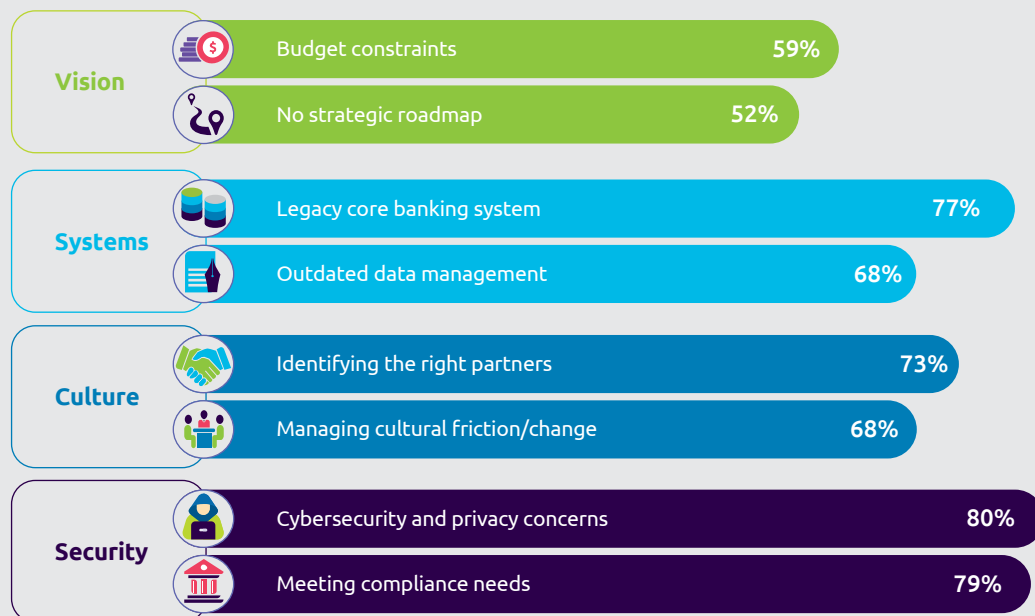 Vision
Budget constraints 59%
No strategic roadmap 52%
Systems
Legacy core banking system 77%
Outdated data management 68%
Culture
Identifying the right partners 73%
Managing cultural friction/change 68%
Security
Cybersecurity and privacy concerns 80%
Meeting compliance needs 79%